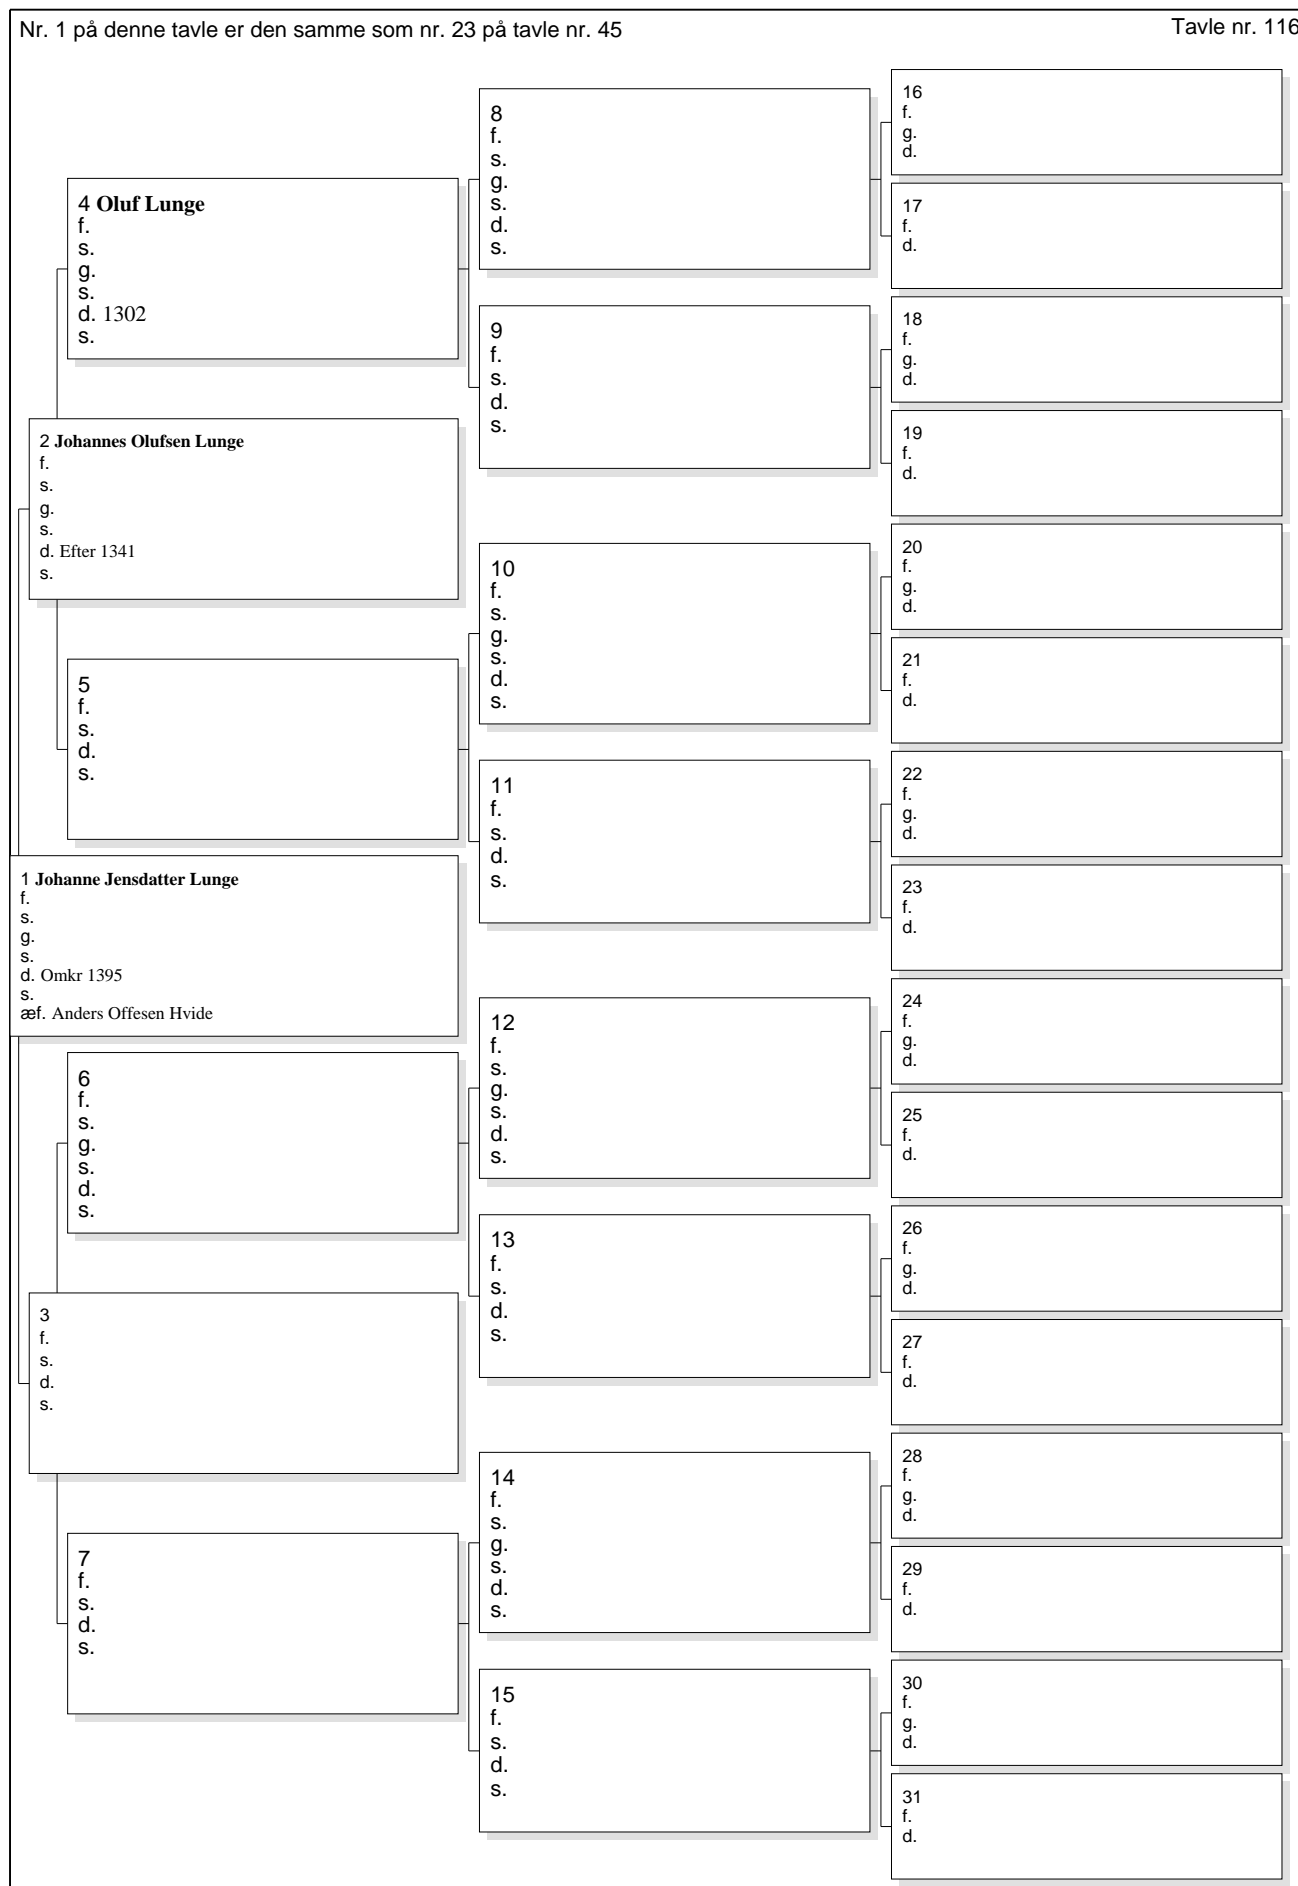 Nr. 1 på denne tavle er den samme som nr. 23 på tavle nr. 45
Tavle nr. 116
4 Oluf Lunge
f.
s.
g.
s.
d. 1302
s.
2 Johannes Olufsen Lunge
f.
s.
g.
s.
d. Efter 1341
s.
5
f.
s.
d.
s.
1 Johanne Jensdatter Lunge
f.
s.
g.
s.
d. Omkr 1395
s.
æf. Anders Offesen Hvide
6
f.
s.
g.
s.
d.
s.
3
f.
s.
d.
s.
7
f.
s.
d.
s.
8
f.
s.
g.
s.
d.
s.
9
f.
s.
d.
s.
10
f.
s.
g.
s.
d.
s.
11
f.
s.
d.
s.
12
f.
s.
g.
s.
d.
s.
13
f.
s.
d.
s.
14
f.
s.
g.
s.
d.
s.
15
f.
s.
d.
s.
16
f.
g.
d.
17
f.
d.
18
f.
g.
d.
19
f.
d.
20
f.
g.
d.
21
f.
d.
22
f.
g.
d.
23
f.
d.
24
f.
g.
d.
25
f.
d.
26
f.
g.
d.
27
f.
d.
28
f.
g.
d.
29
f.
d.
30
f.
g.
d.
31
f.
d.